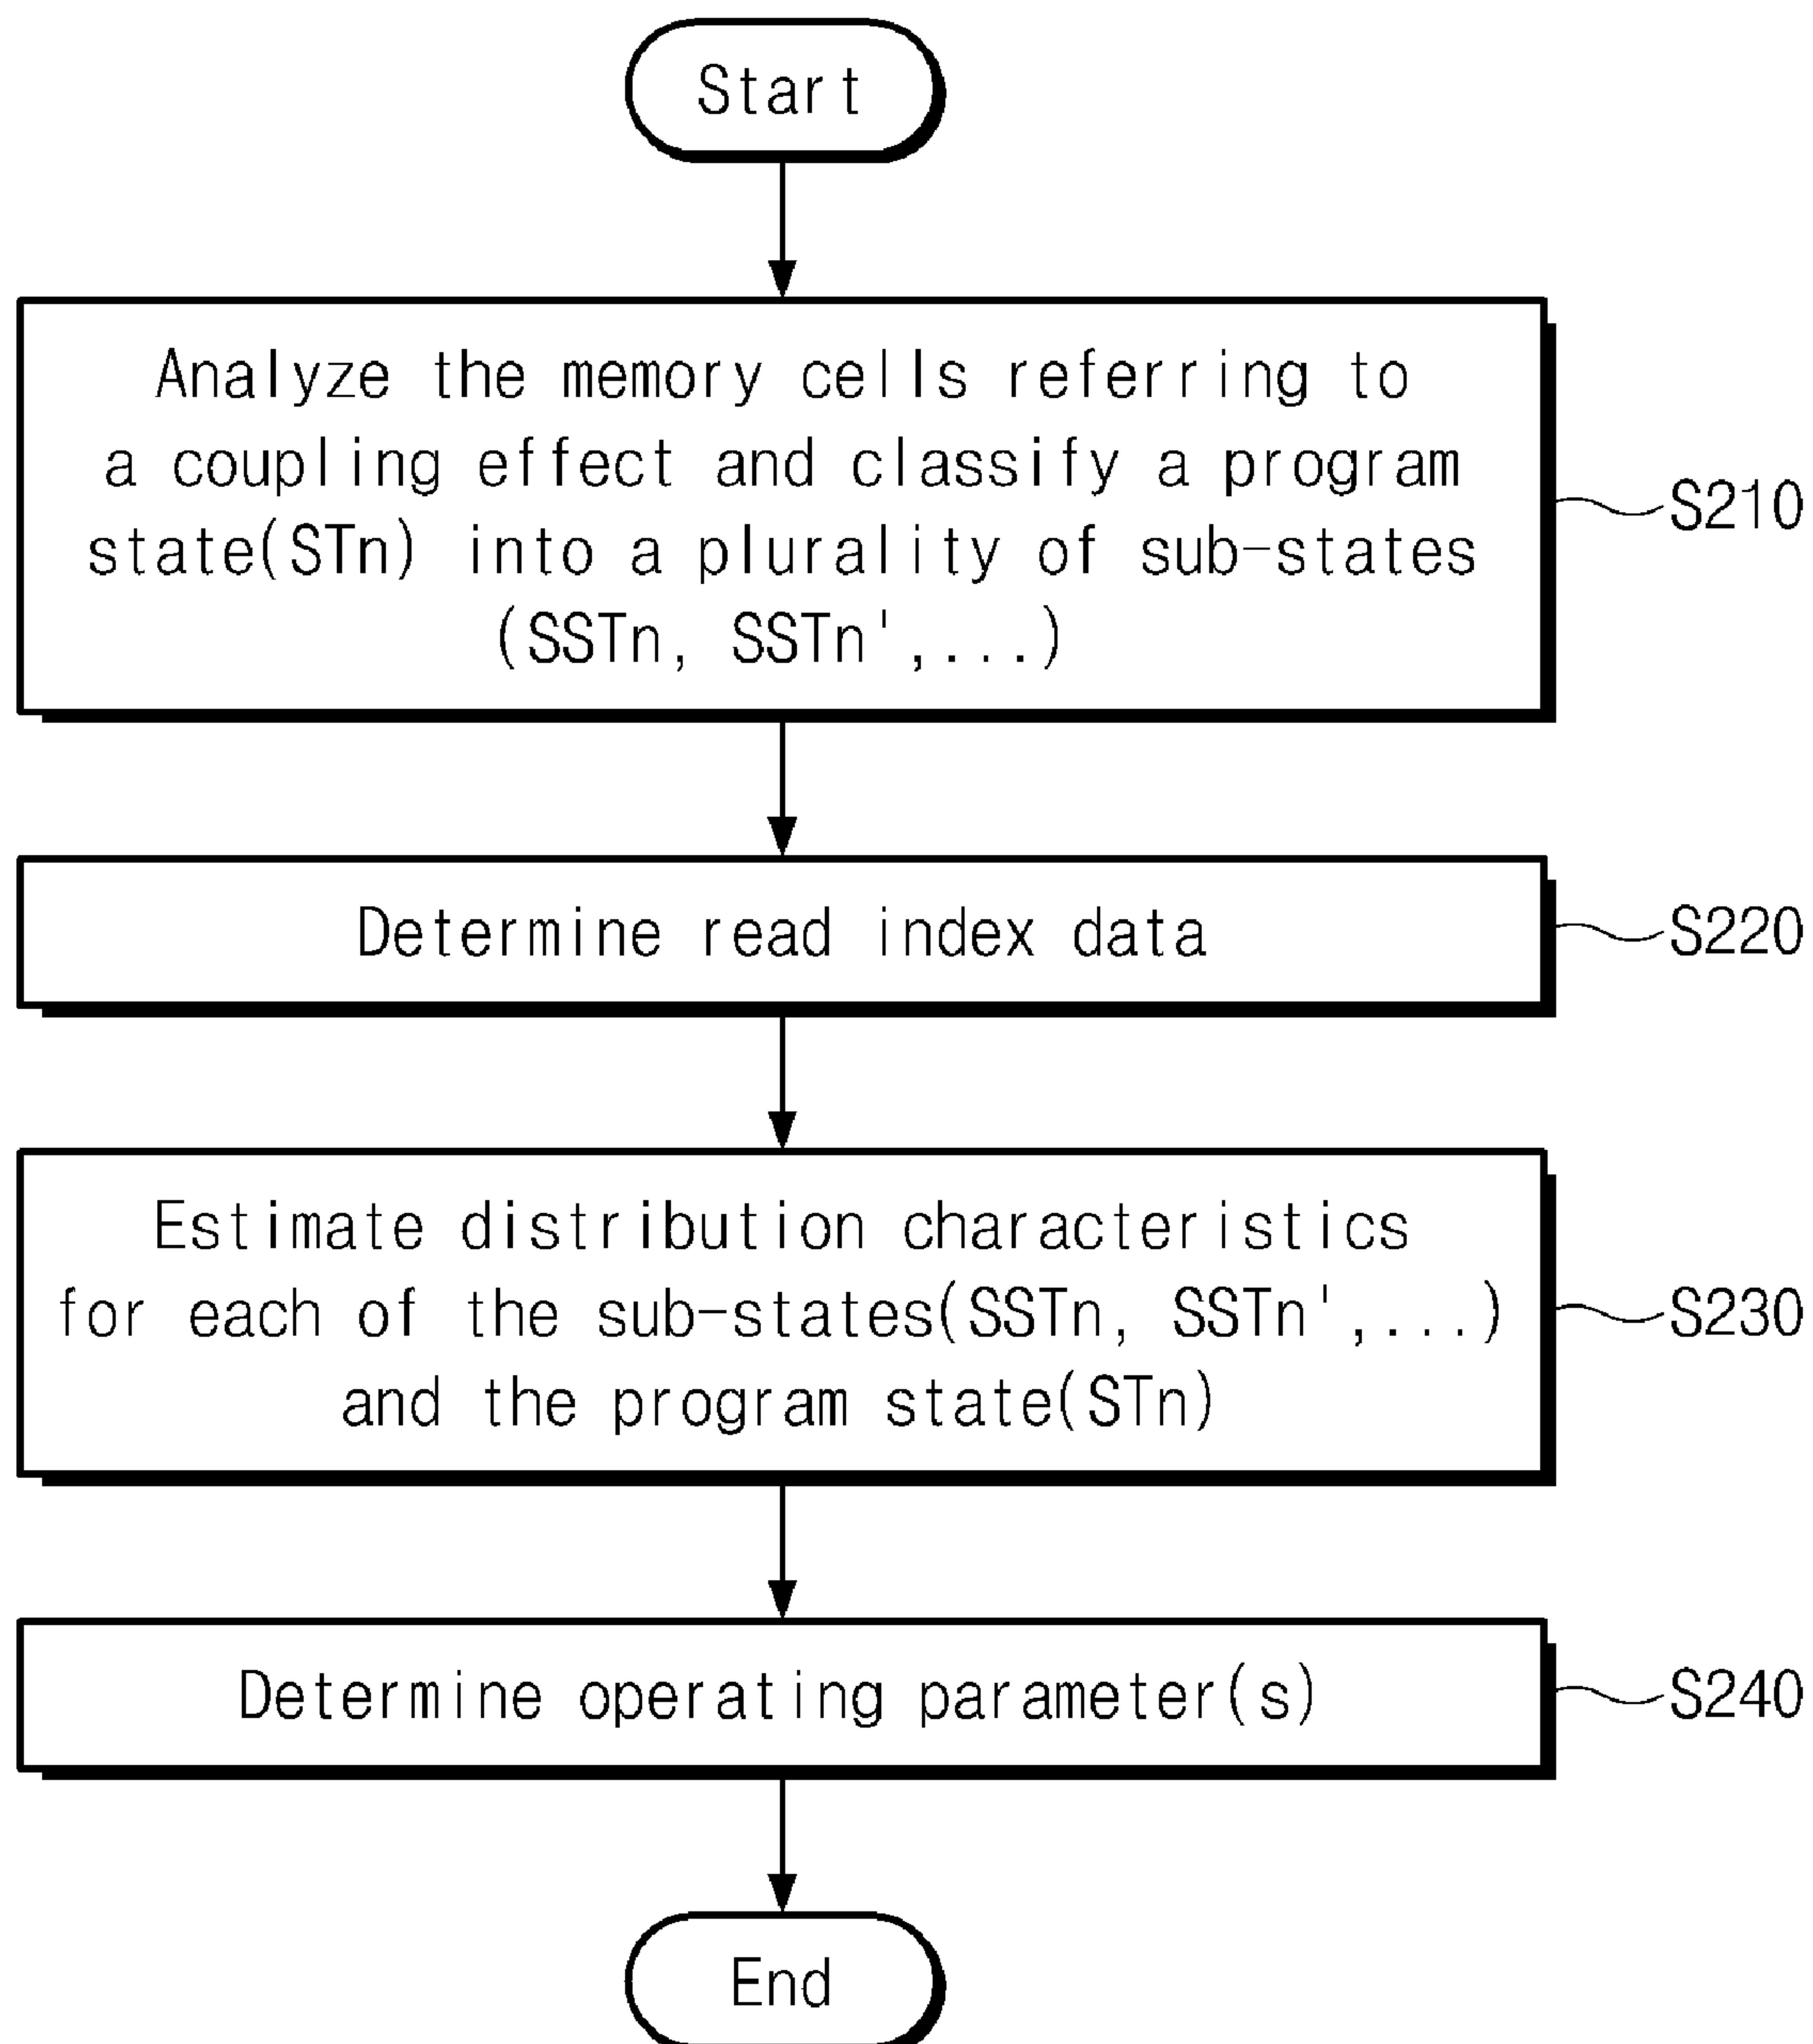 Start
Analyze the memory cells referring to
a coupling effect and classify a program
state(STn) into a plurality of sub-states
(SSTn, SSTn',...)
S210
Determine read index data
S220
Estimate distribution characteristics
for each of the sub-states(SSTn, SSTn',...)
and the program state(STn)
S230
Determine operating parameter(s)
S240
End